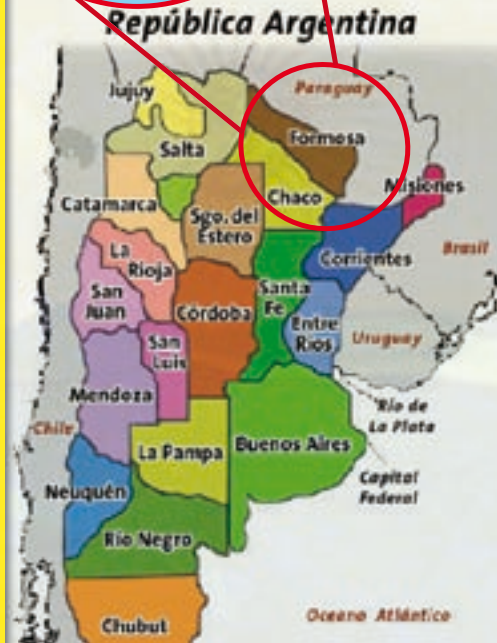 República Argentina
Jujuy
Paraguay
Formosa
Salta
Misiones
Chaco
Catamarca
Sgo. del
Estero
Corrientes
Brasil
La
Rioja
San
Juan
Córdoba
Santa
Fe
Entre
Ríos
Uruguay
San
Luis
Mendoza
Río de
La Plata
Chile
La Pampa
Buenos Aires
Capital
Federal
Neuquén
Río Negro
Oceano Atlántico
Chubut